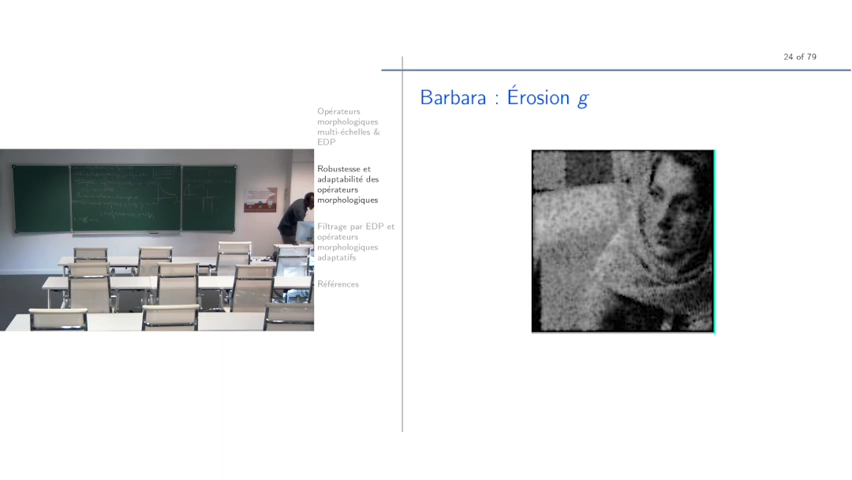 24 of 79
Barbara : Érosion g
Opérateurs
morphologiques
multi-échelles &
EDP
Robustesse et
adaptabilité des
opérateurs
morphologiques
Filtrage par EDP et
opérateurs
morphologiques
adaptatifs
Références